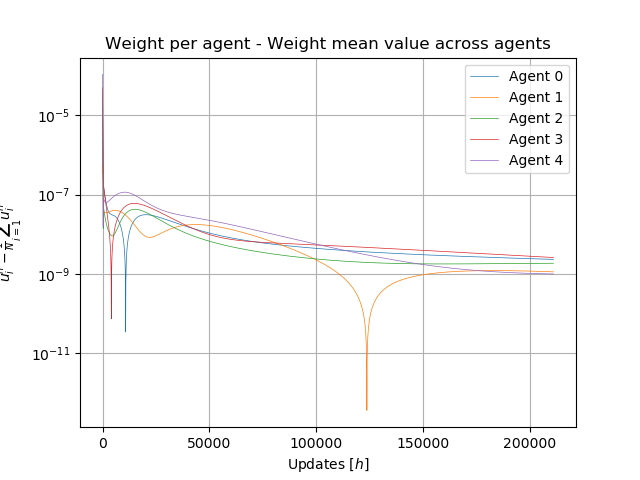 Weight per agent - Weight mean value across agents
Agent 0
Agent 1
Agent 2
Agent 3
Agent 4
10⁻⁵
10⁻⁷
10⁻⁹
10⁻¹¹
0 50000 100000 150000 200000
Updates [h]